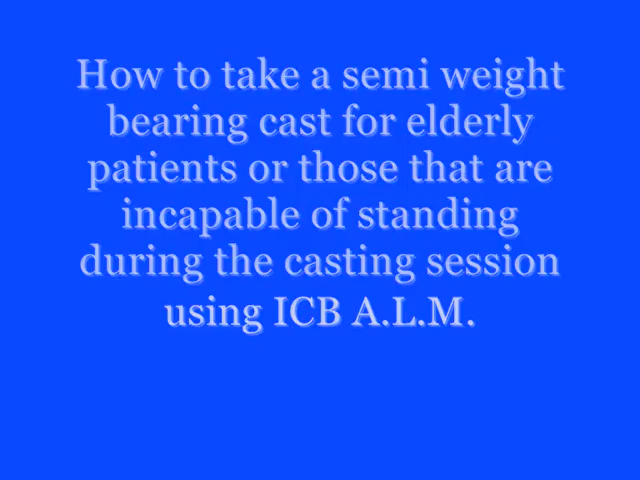 How to take a semi weight
bearing cast for elderly
patients or those that are
incapable of standing
during the casting session
using ICB A.L.M.